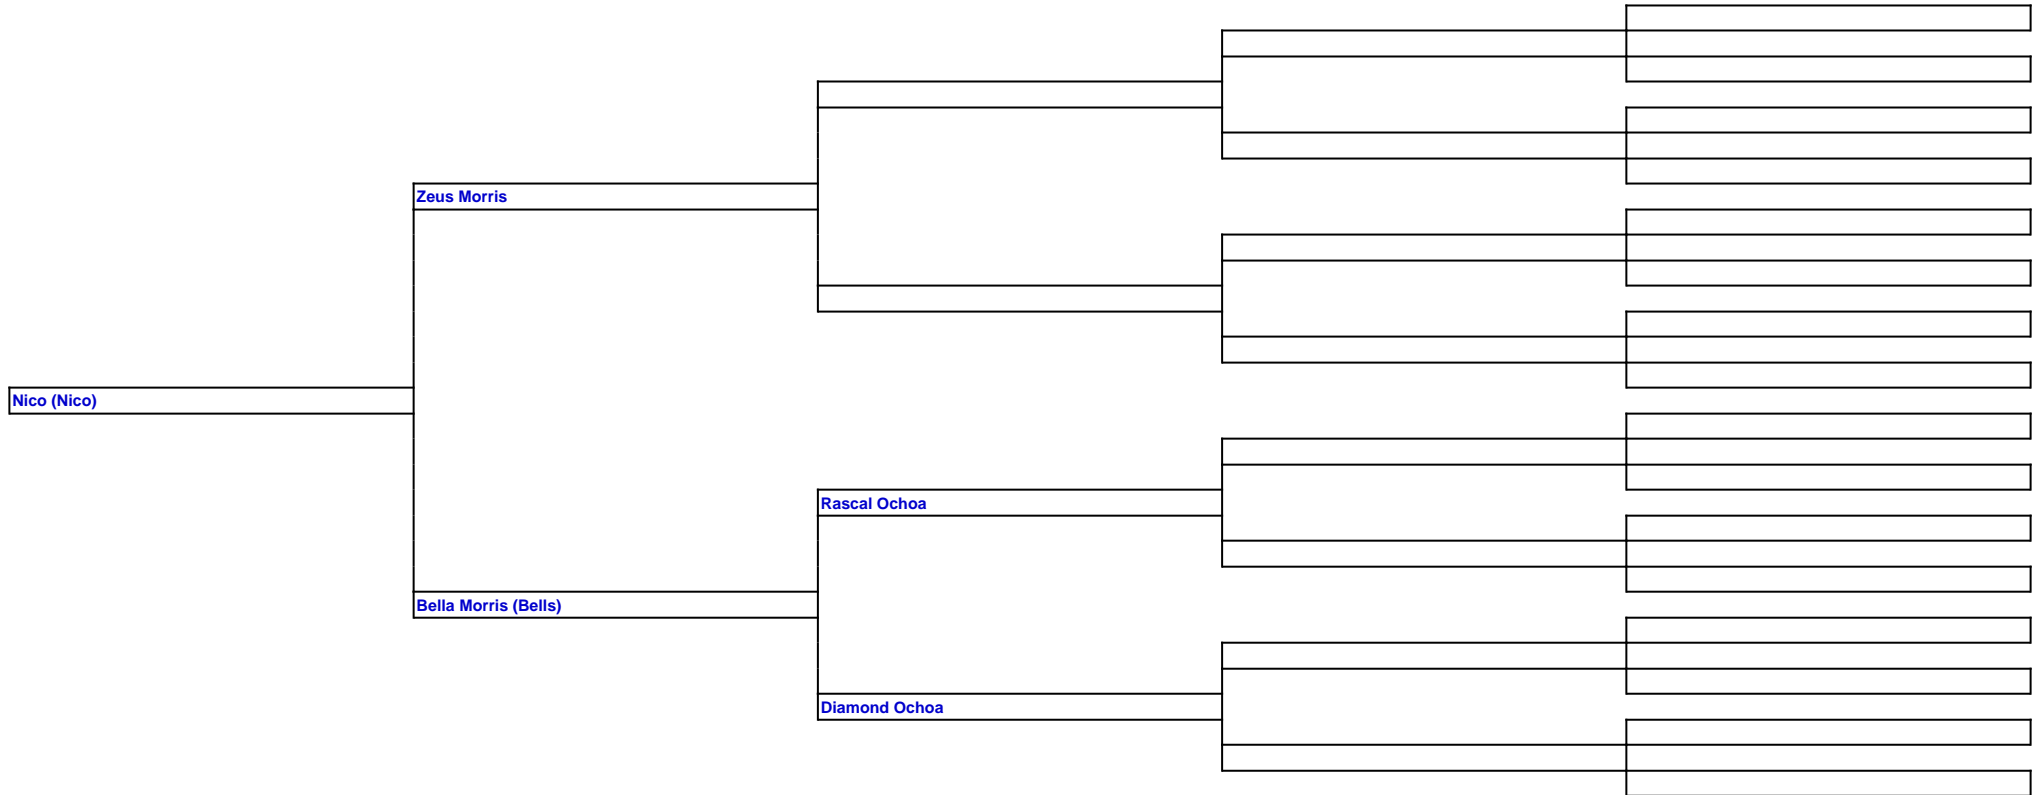 Zeus Morris
Nico (Nico)
Rascal Ochoa
Bella Morris (Bells)
Diamond Ochoa